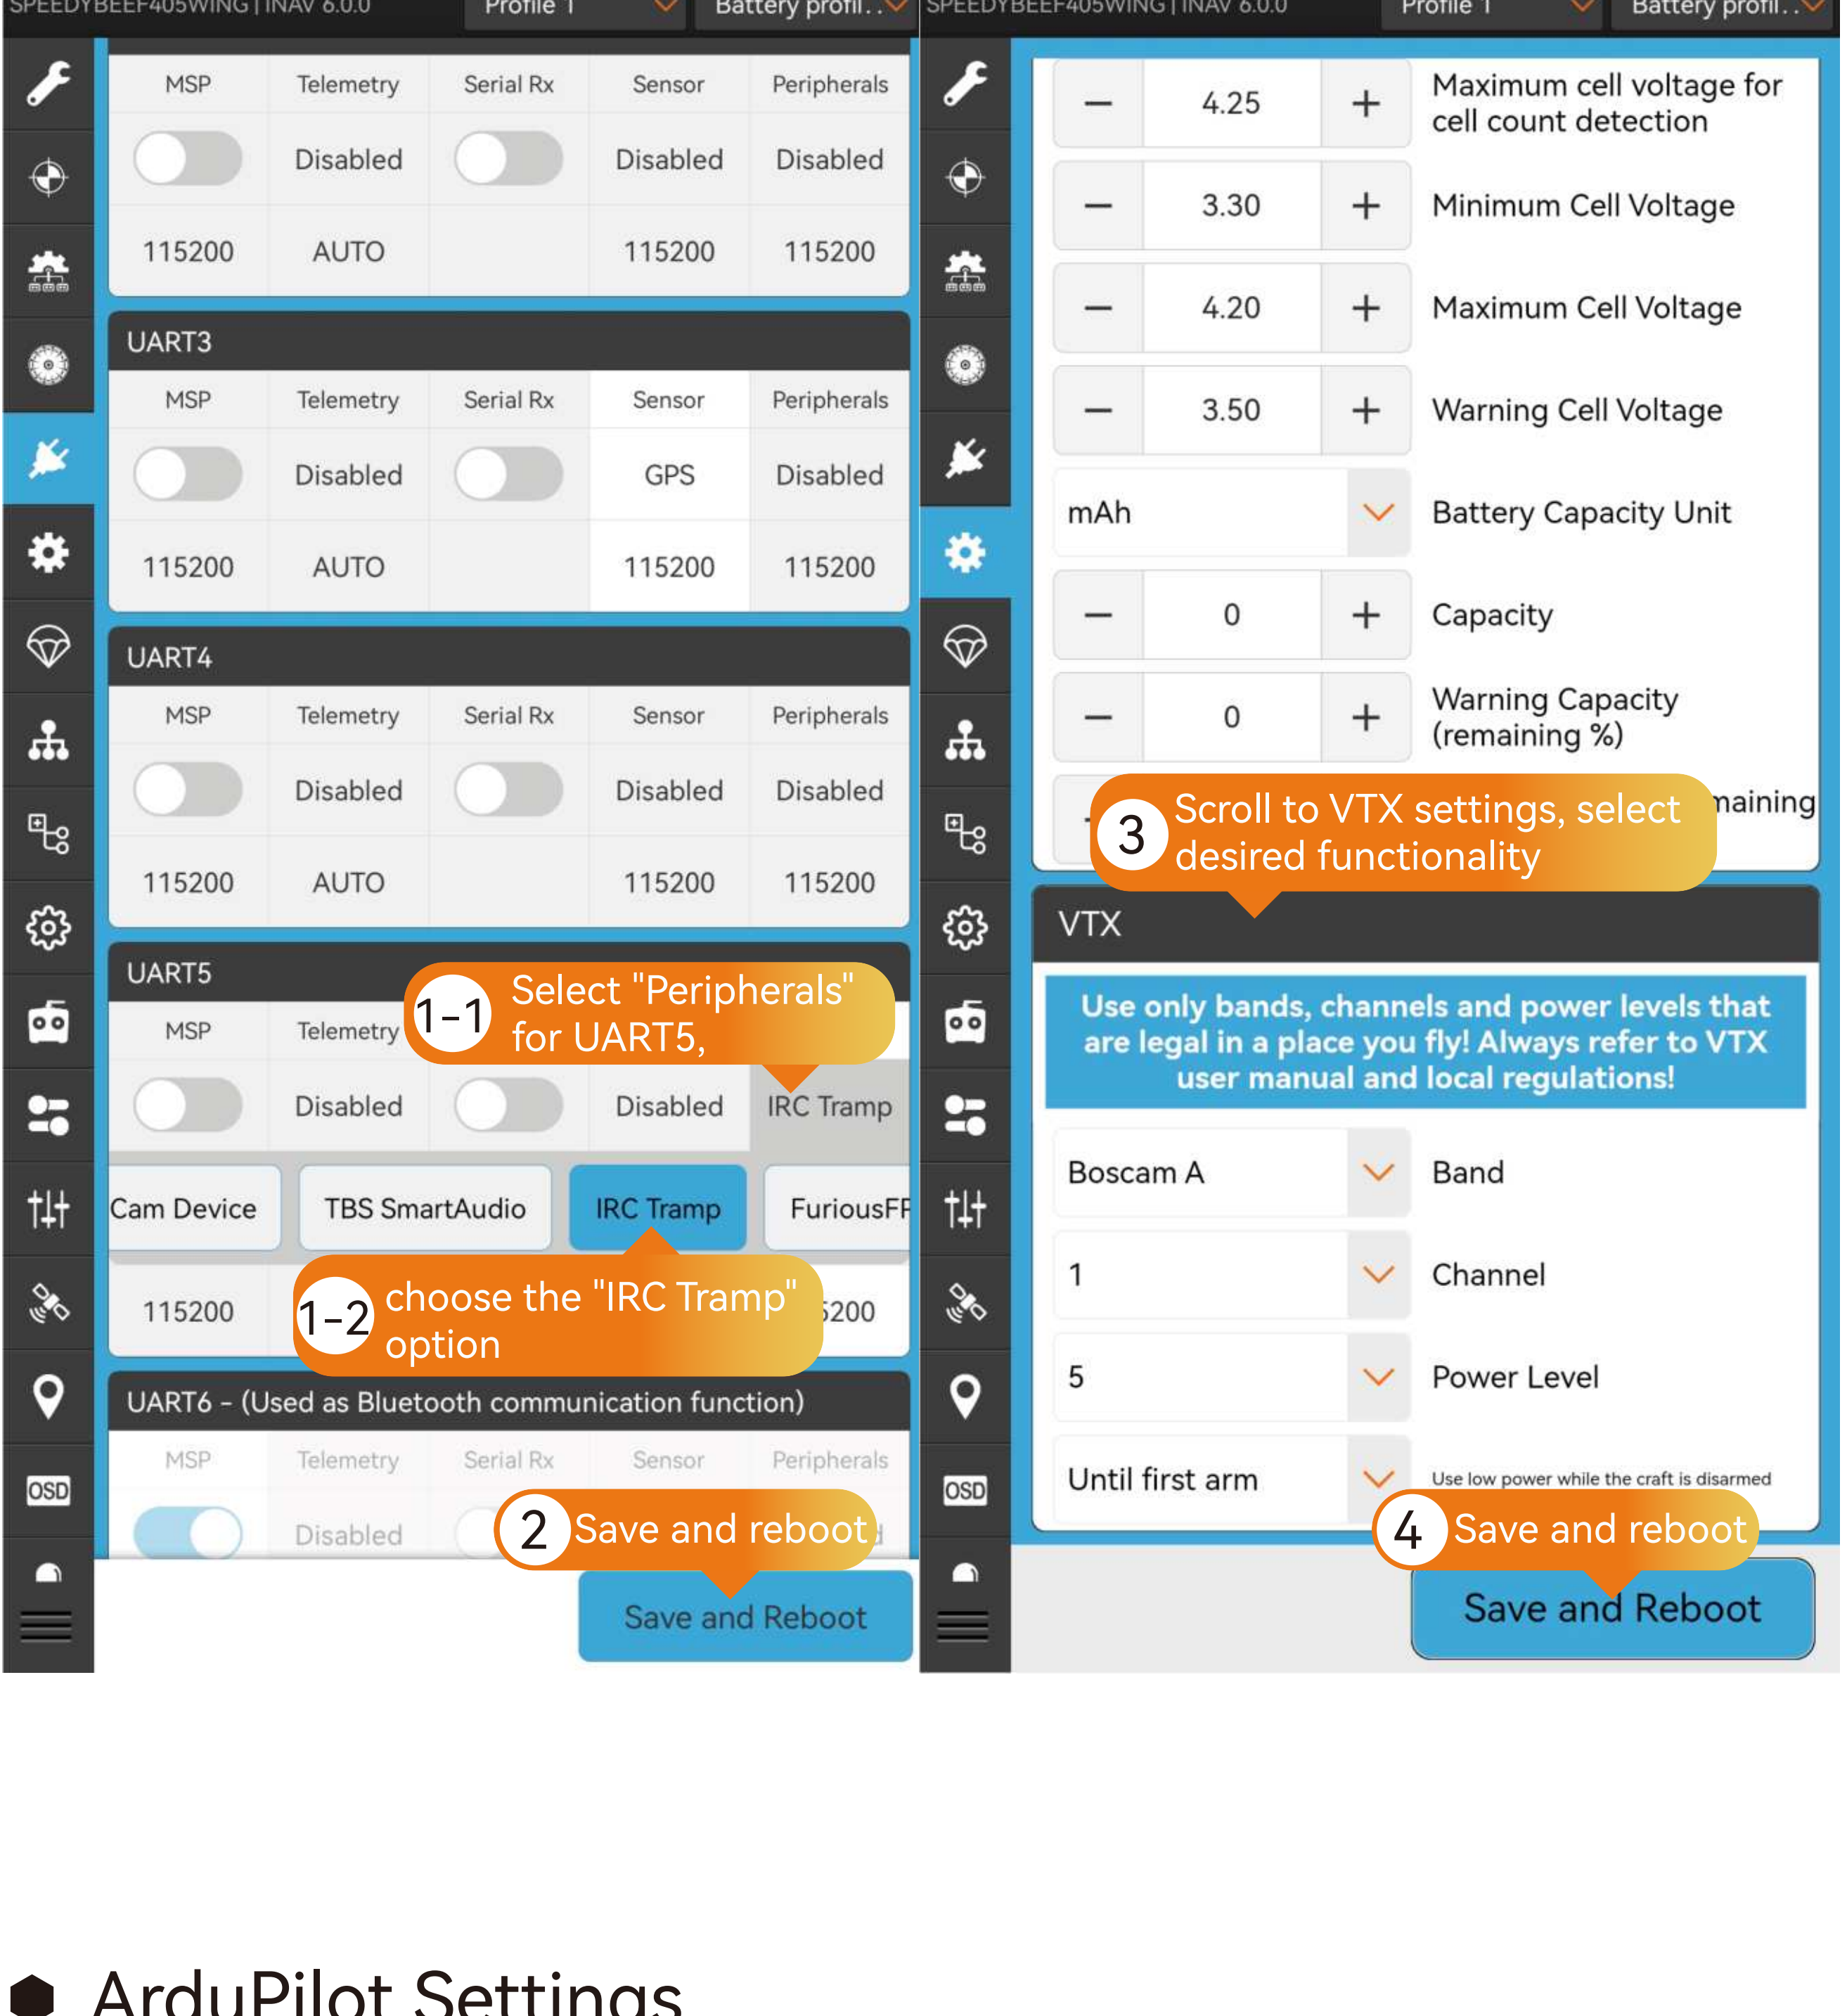 SPEEDYBEEF405WING | INAV 6.0.0 Profile 1 Battery profil..
MSP Telemetry Serial Rx Sensor Peripherals
Disabled Disabled Disabled
115200 AUTO 115200 115200
UART3
MSP Telemetry Serial Rx Sensor Peripherals
Disabled GPS Disabled
115200 AUTO 115200 115200
UART4
MSP Telemetry Serial Rx Sensor Peripherals
Disabled Disabled Disabled
115200 AUTO 115200 115200
UART5
1-1 Select "Peripherals"
for UART5,
MSP Telemetry
Disabled Disabled IRC Tramp
Cam Device TBS SmartAudio IRC Tramp FuriousFP
1-2 choose the "IRC Tramp"
option
115200 5200
UART6 - (Used as Bluetooth communication function)
MSP Telemetry Serial Rx Sensor Peripherals
Disabled
2 Save and reboot
Save and Reboot
OSD
SPEEDYBEEF405WING | INAV 6.0.0 Profile 1 Battery profil..
4.25 Maximum cell voltage for
cell count detection
3.30 Minimum Cell Voltage
4.20 Maximum Cell Voltage
3.50 Warning Cell Voltage
mAh Battery Capacity Unit
0 Capacity
0 Warning Capacity
(remaining %)
maining
3 Scroll to VTX settings, select
desired functionality
VTX
Use only bands, channels and power levels that
are legal in a place you fly! Always refer to VTX
user manual and local regulations!
Boscam A Band
1 Channel
5 Power Level
Until first arm Use low power while the craft is disarmed
4 Save and reboot
Save and Reboot
OSD
ArduPilot Settings